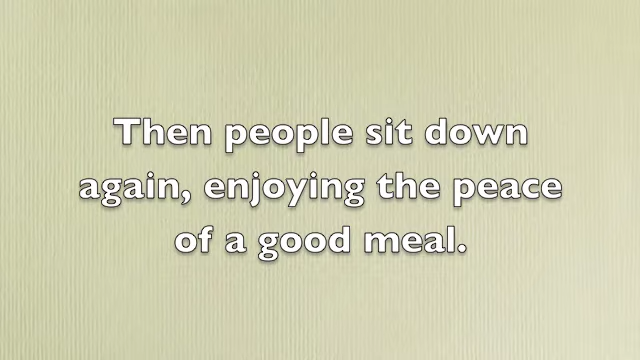 Then people sit down
again, enjoying the peace
of a good meal.